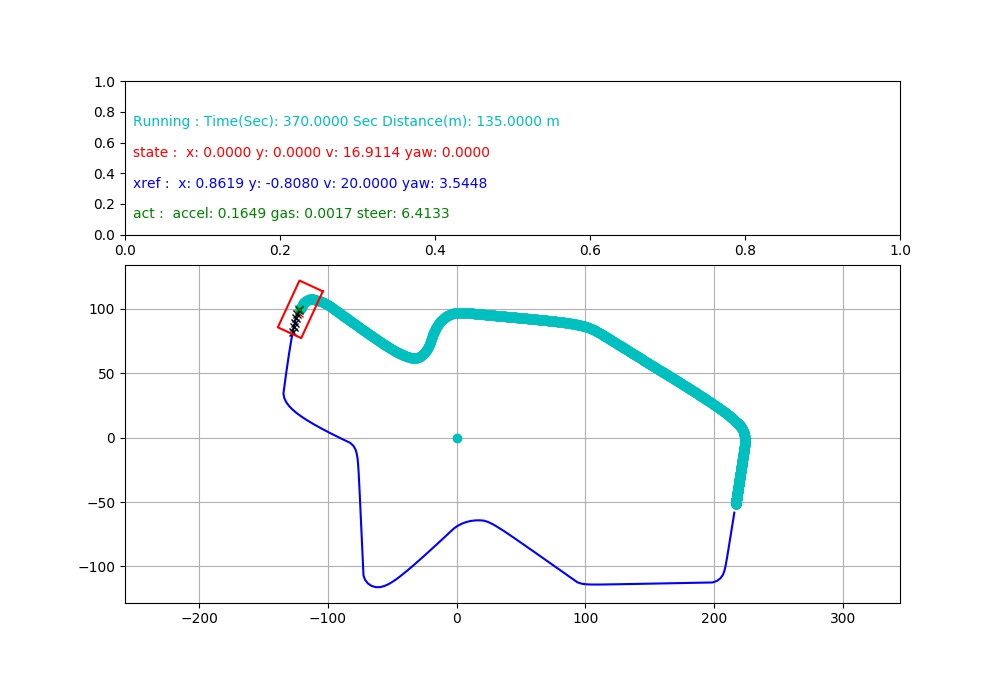 1.0
0.8
Running : Time(Sec): 370.0000 Sec Distance(m): 135.0000 m
0.6
state :  x: 0.0000 y: 0.0000 v: 16.9114 yaw: 0.0000
0.4
xref :  x: 0.8619 y: -0.8080 v: 20.0000 yaw: 3.5448
0.2
act :  accel: 0.1649 gas: 0.0017 steer: 6.4133
0.0
0.0 0.2 0.4 0.6 0.8 1.0
100
50
0
−50
−100
−200 −100 0 100 200 300